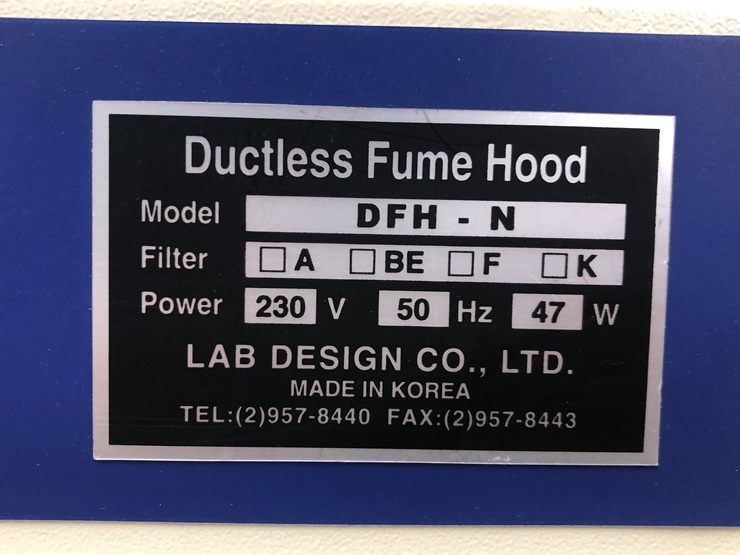 Ductless Fume Hood
Model DFH - N
Filter □A □BE □F □K
Power 230 V 50 Hz 47 W
LAB DESIGN CO., LTD.
MADE IN KOREA
TEL:(2)957-8440 FAX:(2)957-8443